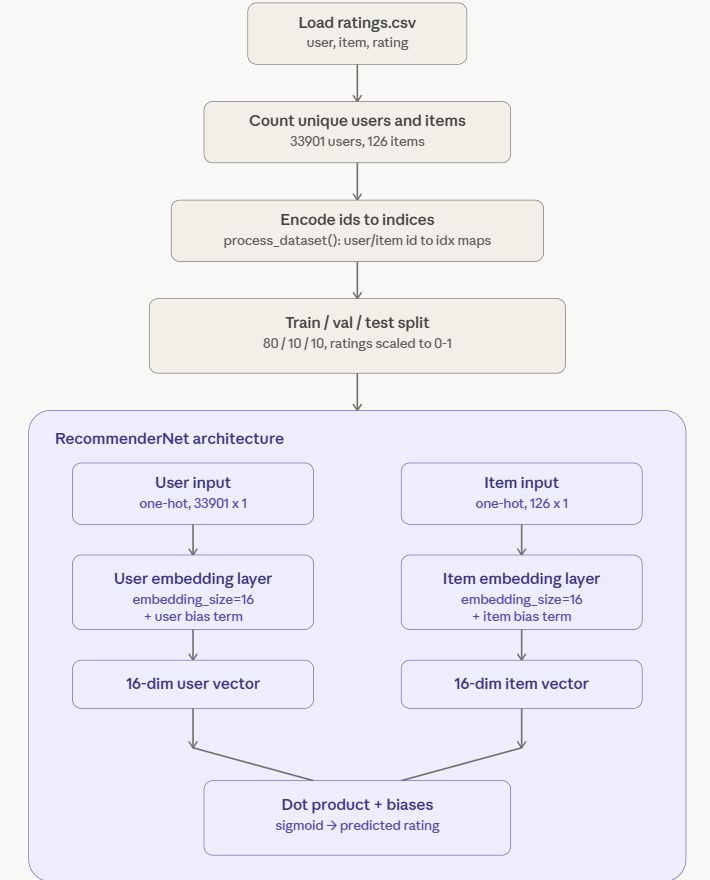 Load ratings.csv
user, item, rating
Count unique users and items
33901 users, 126 items
Encode ids to indices
process_dataset(): user/item id to idx maps
Train / val / test split
80 / 10 / 10, ratings scaled to 0-1
RecommenderNet architecture
User input
one-hot, 33901 x 1
Item input
one-hot, 126 x 1
User embedding layer
embedding_size=16
+ user bias term
Item embedding layer
embedding_size=16
+ item bias term
16-dim user vector
16-dim item vector
Dot product + biases
sigmoid → predicted rating